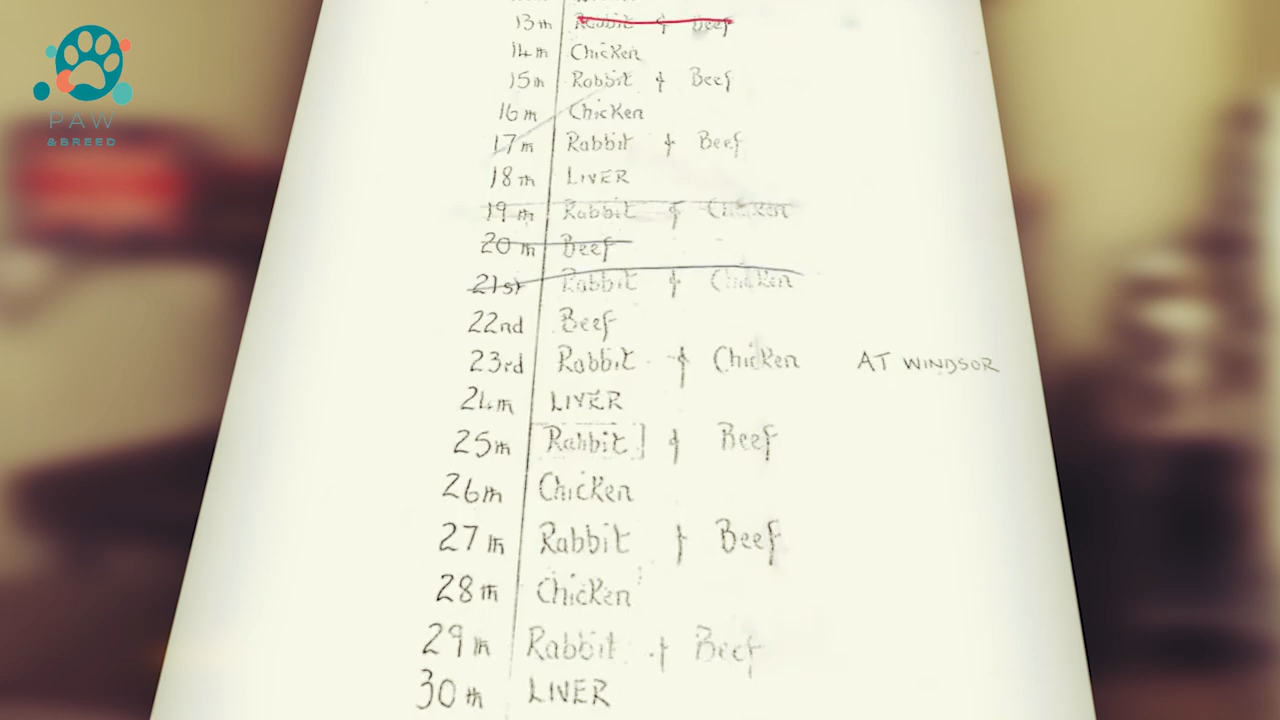 PAW
&BREED
13th Rabbit & Beef
14th Chicken
15th Rabbit & Beef
16th Chicken
17th Rabbit & Beef
18th LIVER
19th Rabbit & Chicken
20th Beef
21st Rabbit & Chicken
22nd Beef
23rd Rabbit & Chicken AT WINDSOR
24th LIVER
25th Rabbit & Beef
26th Chicken
27th Rabbit & Beef
28th Chicken
29th Rabbit & Beef
30th LIVER